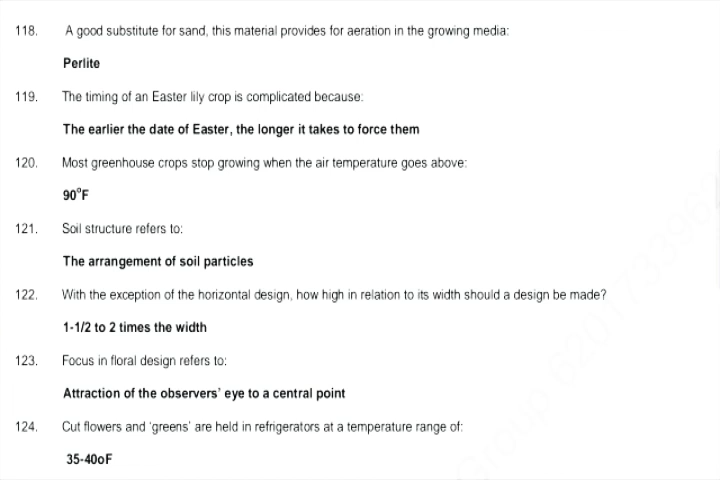 118. A good substitute for sand, this material provides for aeration in the growing media:
Perlite
119. The timing of an Easter lily crop is complicated because:
The earlier the date of Easter, the longer it takes to force them
120. Most greenhouse crops stop growing when the air temperature goes above:
90°F
121. Soil structure refers to:
The arrangement of soil particles
122. With the exception of the horizontal design, how high in relation to its width should a design be made?
1-1/2 to 2 times the width
123. Focus in floral design refers to:
Attraction of the observers' eye to a central point
124. Cut flowers and 'greens' are held in refrigerators at a temperature range of:
35-40oF
Group 6201733962